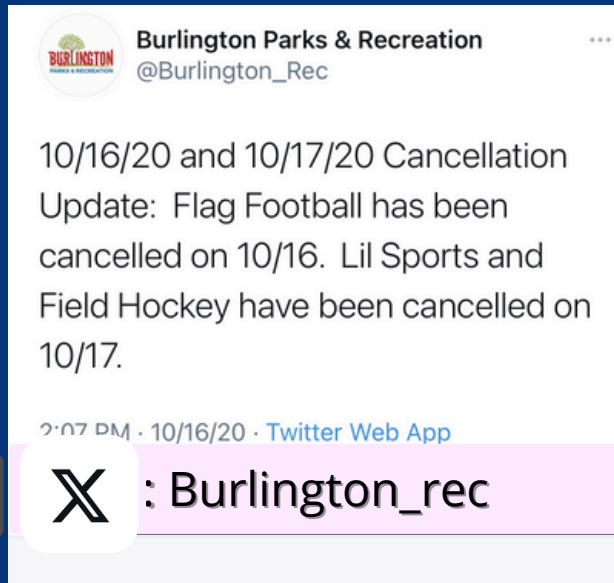 BURLINGTON
PARKS & RECREATION
Burlington Parks & Recreation
@Burlington_Rec
10/16/20 and 10/17/20 Cancellation
Update:  Flag Football has been
cancelled on 10/16.  Lil Sports and
Field Hockey have been cancelled on
10/17.
2:07 PM · 10/16/20 · Twitter Web App
X : Burlington_rec